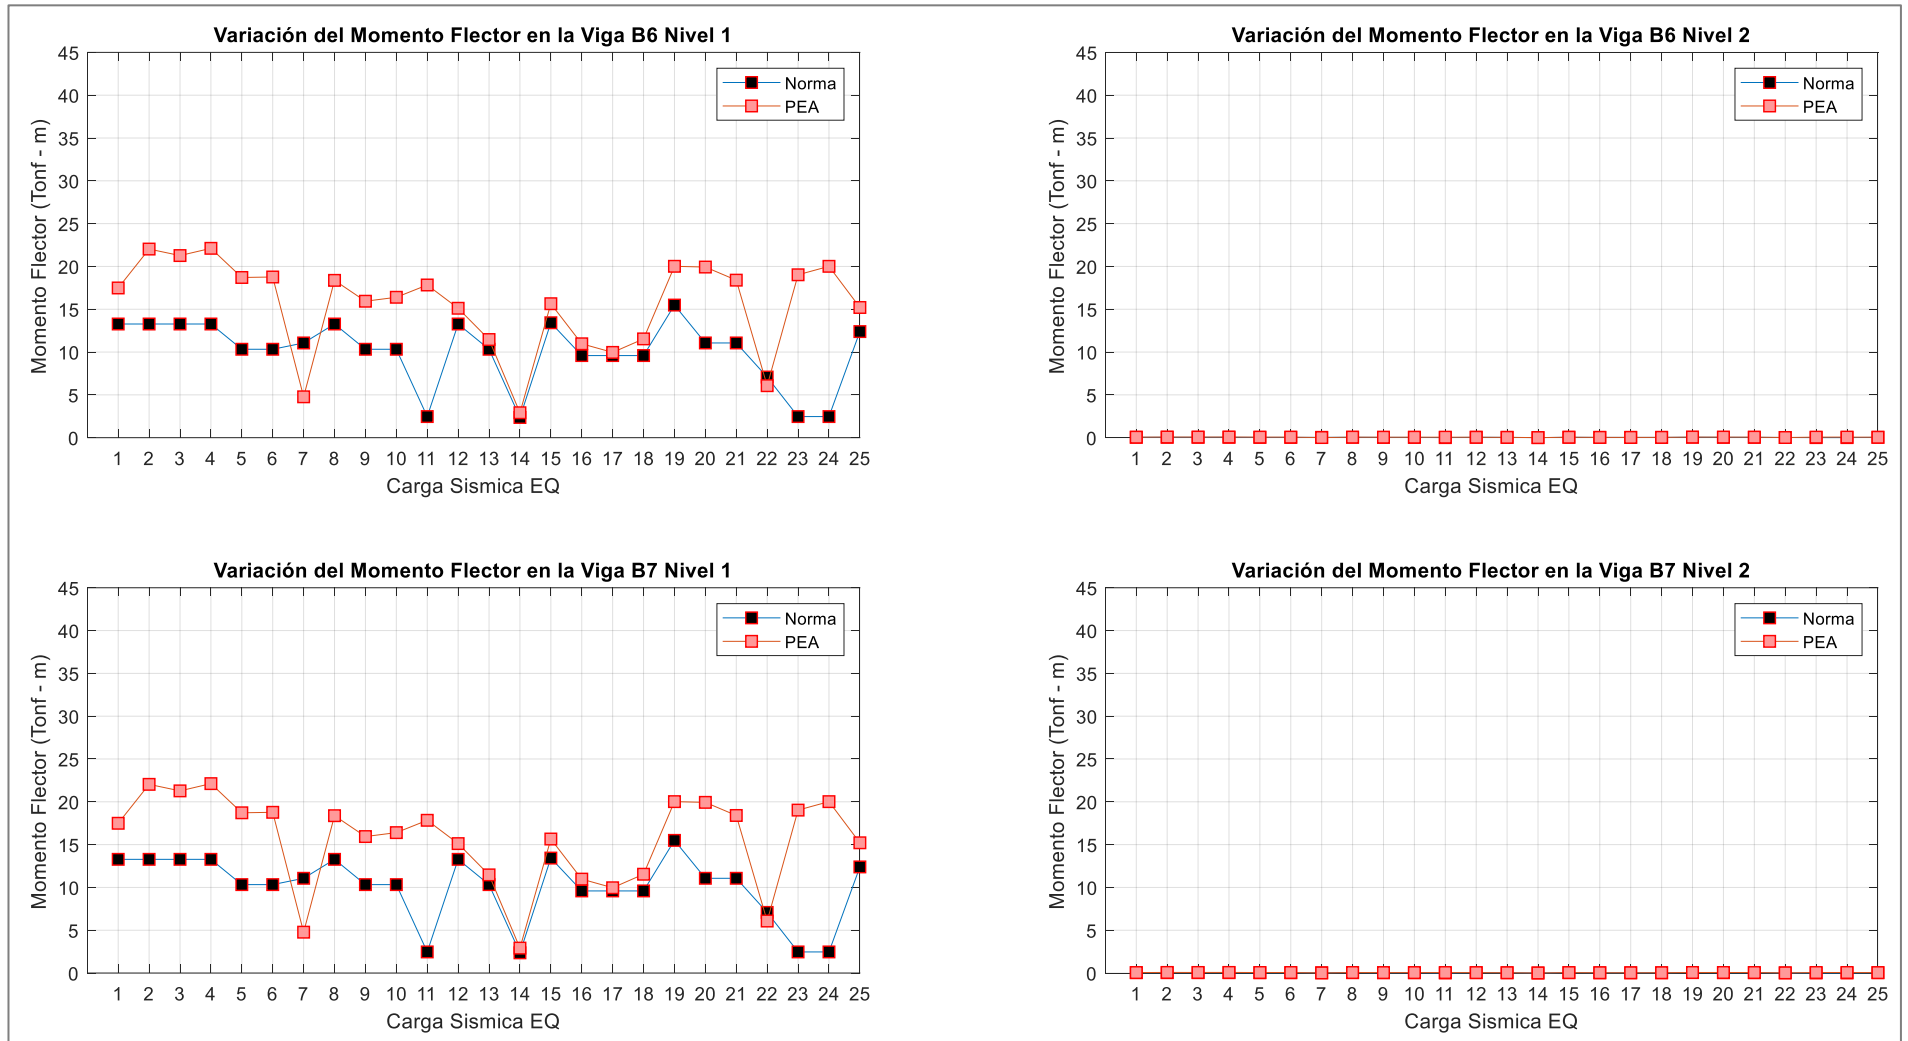 Variación del Momento Flector en la Viga B6 Nivel 1
45
40
35
30
25
20
15
10
5
0
Momento Flector (Tonf - m)
Norma
PEA
1 2 3 4 5 6 7 8 9 10 11 12 13 14 15 16 17 18 19 20 21 22 23 24 25
Carga Sismica EQ
Variación del Momento Flector en la Viga B6 Nivel 2
45
40
35
30
25
20
15
10
5
0
Momento Flector (Tonf - m)
Norma
PEA
1 2 3 4 5 6 7 8 9 10 11 12 13 14 15 16 17 18 19 20 21 22 23 24 25
Carga Sismica EQ
Variación del Momento Flector en la Viga B7 Nivel 1
45
40
35
30
25
20
15
10
5
0
Momento Flector (Tonf - m)
Norma
PEA
1 2 3 4 5 6 7 8 9 10 11 12 13 14 15 16 17 18 19 20 21 22 23 24 25
Carga Sismica EQ
Variación del Momento Flector en la Viga B7 Nivel 2
45
40
35
30
25
20
15
10
5
0
Momento Flector (Tonf - m)
Norma
PEA
1 2 3 4 5 6 7 8 9 10 11 12 13 14 15 16 17 18 19 20 21 22 23 24 25
Carga Sismica EQ